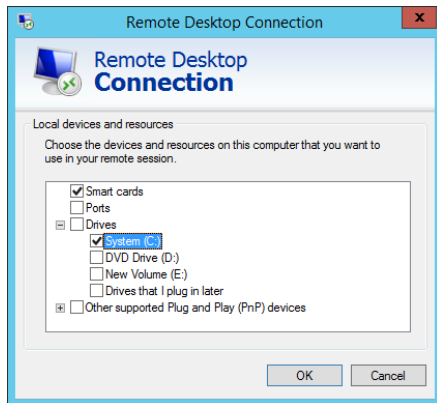 Remote Desktop Connection
x
Remote Desktop
Connection
Local devices and resources
Choose the devices and resources on this computer that you want to
use in your remote session.
Smart cards
Ports
Drives
System (C:)
DVD Drive (D:)
New Volume (E:)
Drives that I plug in later
Other supported Plug and Play (PnP) devices
OK Cancel